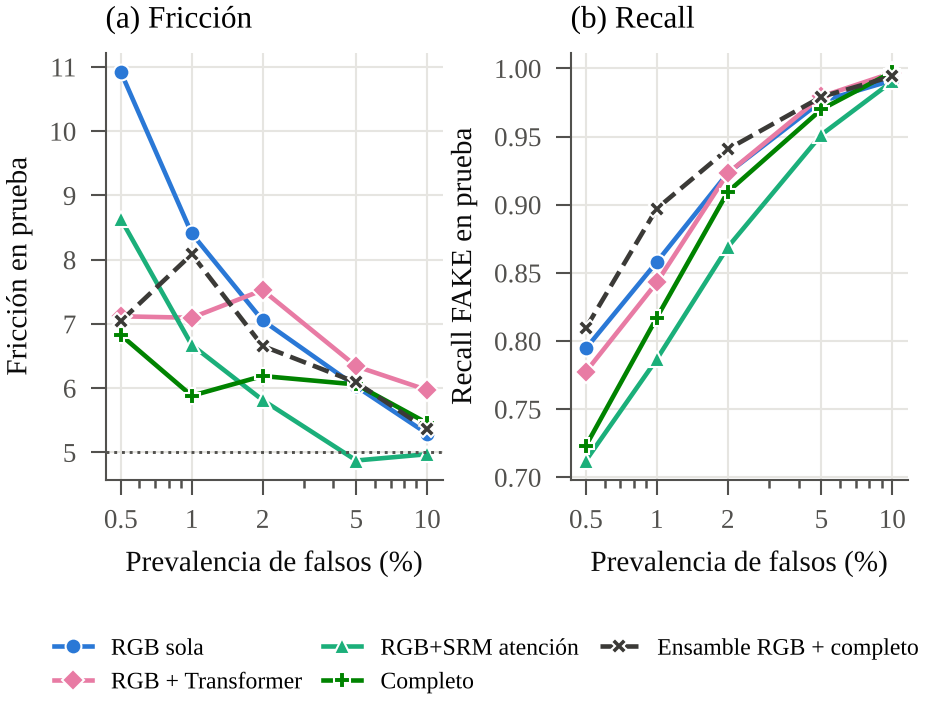 (a) Fricción
(b) Recall
Fricción en prueba
11
10
9
8
7
6
5
0.5 1 2 5 10
Prevalencia de falsos (%)
Recall FAKE en prueba
1.00
0.95
0.90
0.85
0.80
0.75
0.70
0.5 1 2 5 10
Prevalencia de falsos (%)
RGB sola
RGB+SRM atención
Ensamble RGB + completo
RGB + Transformer
Completo